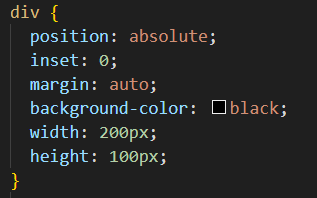 div {
position: absolute;
inset: 0;
margin: auto;
background-color: black;
width: 200px;
height: 100px;
}